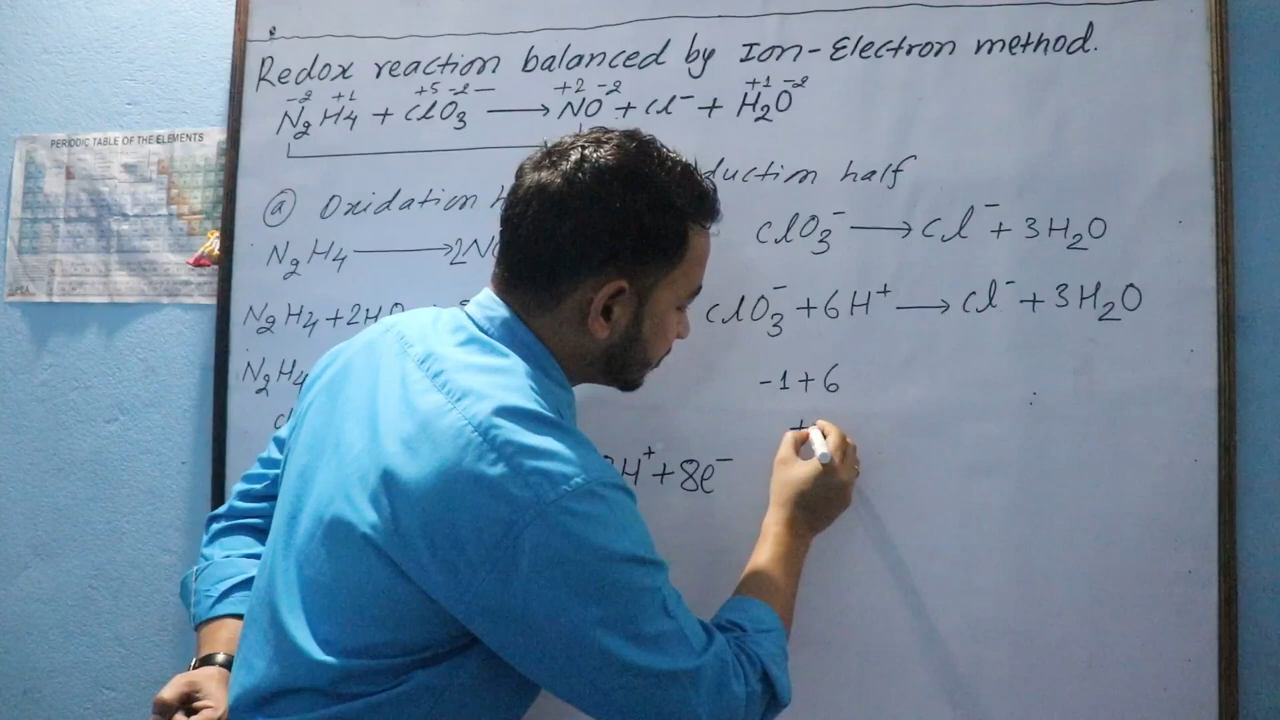 Redox reaction balanced by Ion-Electron method.
-2 +1 +5 -2 +2 -2 +1 -2
N₂H₄ + ClO₃⁻ ⟶ NO + Cl⁻ + H₂O
PERIODIC TABLE OF THE ELEMENTS
ⓐ Oxidation
duction half
N₂H₄ ⟶ 2NO
ClO₃⁻ ⟶ Cl⁻ + 3H₂O
N₂H₄ + 2H₂O
ClO₃⁻ + 6H⁺ ⟶ Cl⁻ + 3H₂O
N₂H₄
-1+6
+
H⁺ + 8e⁻